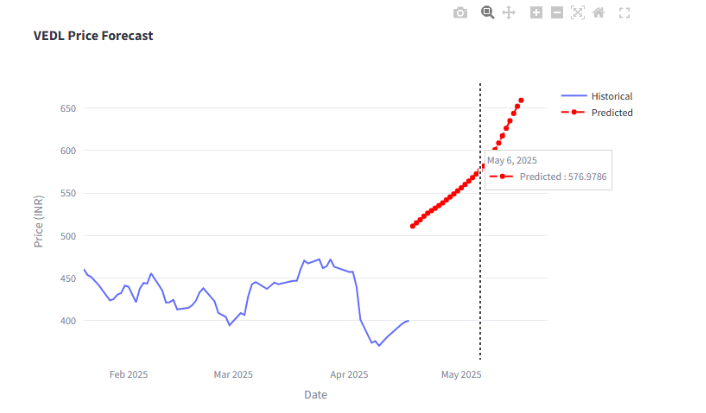 VEDL Price Forecast
650
600
550
500
450
400
Price (INR)
Feb 2025
Mar 2025
Apr 2025
May 2025
Date
Historical
Predicted
May 6, 2025
Predicted : 576.9786